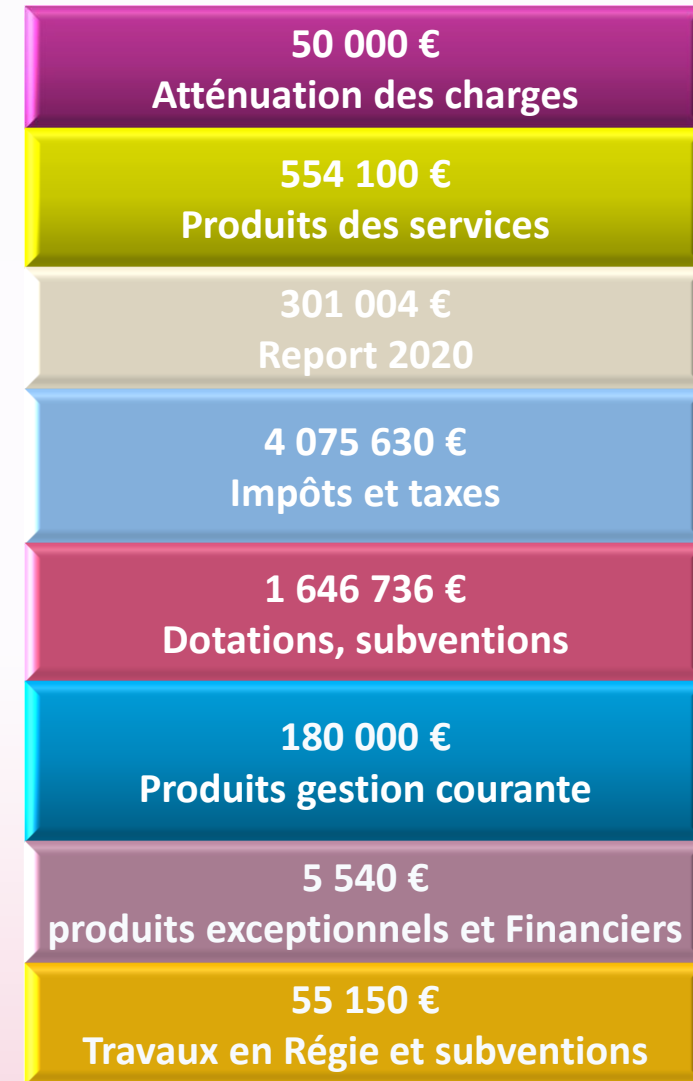 50 000 €
Atténuation des charges
554 100 €
Produits des services
301 004 €
Report 2020
4 075 630 €
Impôts et taxes
1 646 736 €
Dotations, subventions
180 000 €
Produits gestion courante
5 540 €
produits exceptionnels et Financiers
55 150 €
Travaux en Régie et subventions